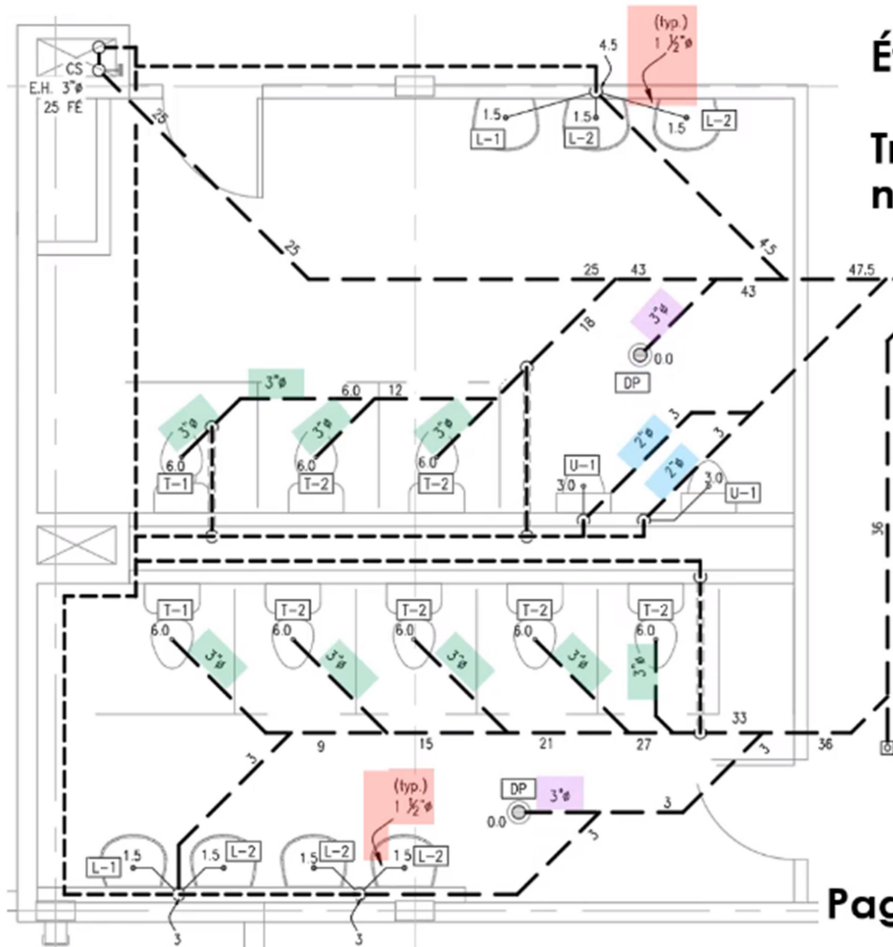 (typ.)
1 ½"ø
4.5
É
CS
E.H. 3"ø
25 FÉ
25
1.5
1.5
1.5
L-1
L-2
L-2
Tr
n
25
4.5
25
43
43
47.5
3"ø
18
0.0
DP
3"ø
6.0
12
3"ø
3"ø
3"ø
3
3
2"ø
2"ø
6.0
6.0
6.0
T-1
T-2
T-2
U-1
3.0
3.0
U-1
36
T-1
T-2
T-2
T-2
T-2
6.0
6.0
6.0
6.0
6.0
3"ø
3"ø
3"ø
3"ø
3"ø
9
15
21
27
33
36
3
3
(typ.)
1 ½"ø
DP
3"ø
0.0
3
3
L-1
1.5
1.5
L-2
1.5
L-2
1.5
L-2
3
3
Pag